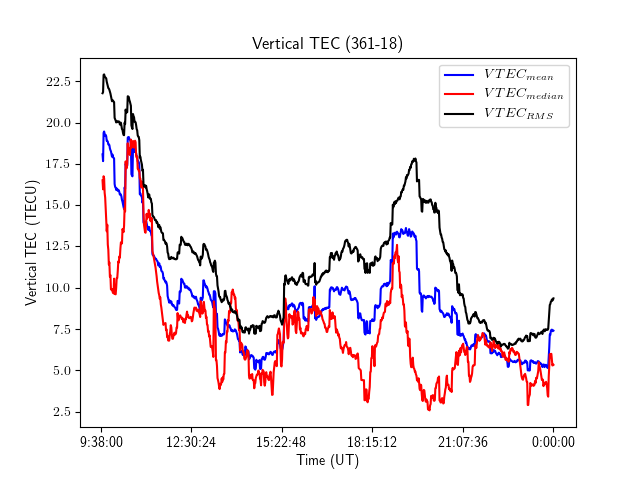 Vertical TEC (361-18)
VTEC_mean
VTEC_median
VTEC_RMS
Vertical TEC (TECU)
22.5
20.0
17.5
15.0
12.5
10.0
7.5
5.0
2.5
9:38:00 12:30:24 15:22:48 18:15:12 21:07:36 0:00:00
Time (UT)